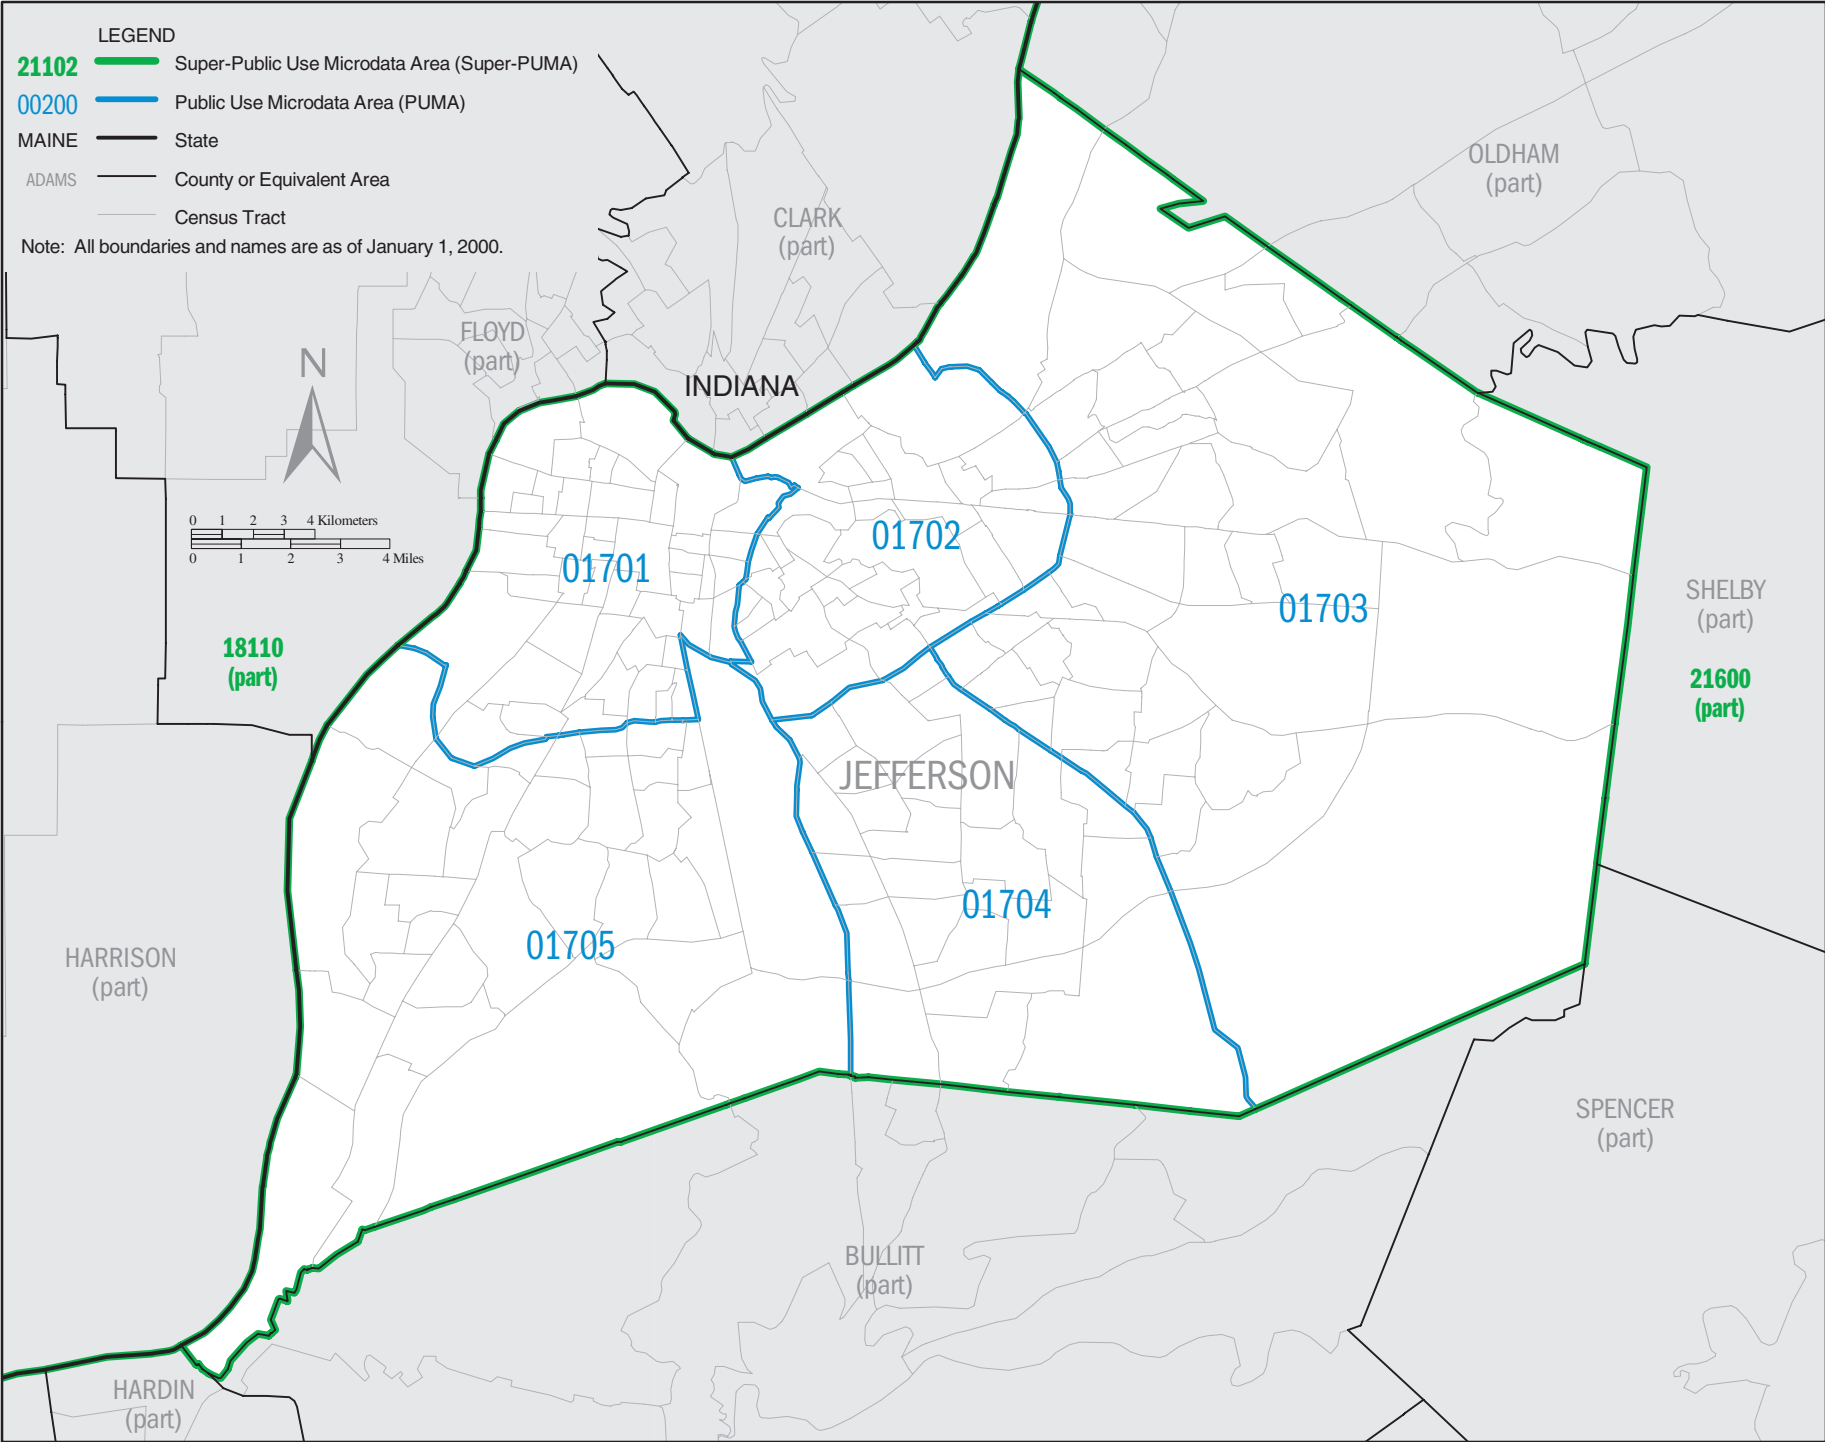 LEGEND
21102 Super-Public Use Microdata Area (Super-PUMA)
00200 Public Use Microdata Area (PUMA)
MAINE State
ADAMS County or Equivalent Area
Census Tract
Note: All boundaries and names are as of January 1, 2000.
OLDHAM
(part)
CLARK
(part)
FLOYD
(part)
N
INDIANA
0 1 2 3 4 Kilometers
0 1 2 3 4 Miles
01702
01701
01703
SHELBY
(part)
18110
(part)
21600
(part)
JEFFERSON
01704
01705
HARRISON
(part)
SPENCER
(part)
BULLITT
(part)
HARDIN
(part)